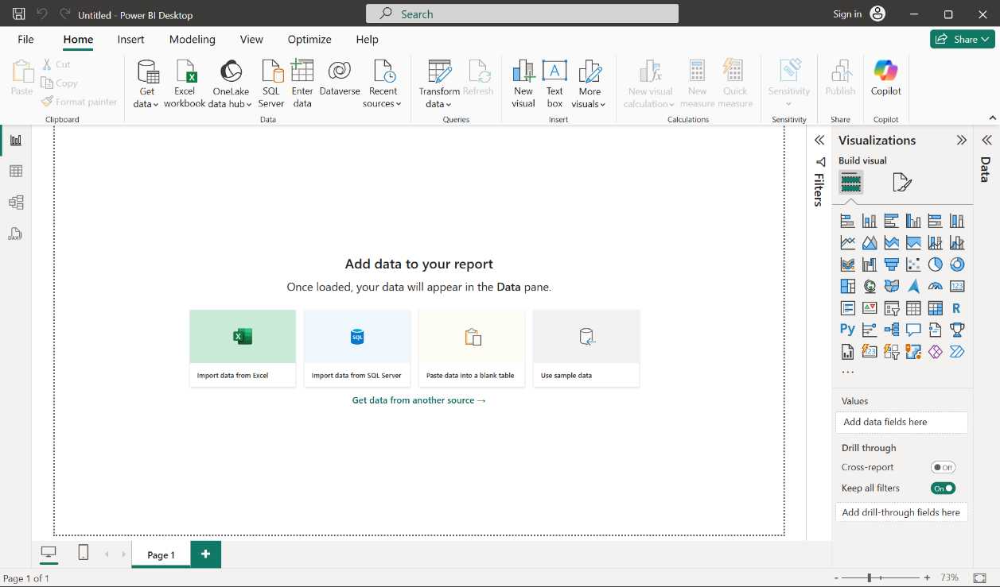 Untitled - Power BI Desktop
Search
Sign in
File Home Insert Modeling View Optimize Help
Share
Paste
Cut
Copy
Format painter
Clipboard
Get data
Excel workbook
OneLake data hub
SQL Server
Enter data
Dataverse
Recent sources
Data
Transform data
Refresh
Queries
New visual
Text box
More visuals
Insert
New visual calculation
New measure
Quick measure
Calculations
Sensitivity
Sensitivity
Publish
Share
Copilot
Copilot
Add data to your report
Once loaded, your data will appear in the Data pane.
SQL
Import data from Excel
Import data from SQL Server
Paste data into a blank table
Use sample data
Get data from another source →
Filters
Visualizations
Build visual
123
R
Py
123
Values
Add data fields here
Drill through
Cross-report
Off
Keep all filters
On
Add drill-through fields here
Data
DAX
Page 1
Page 1 of 1
73%